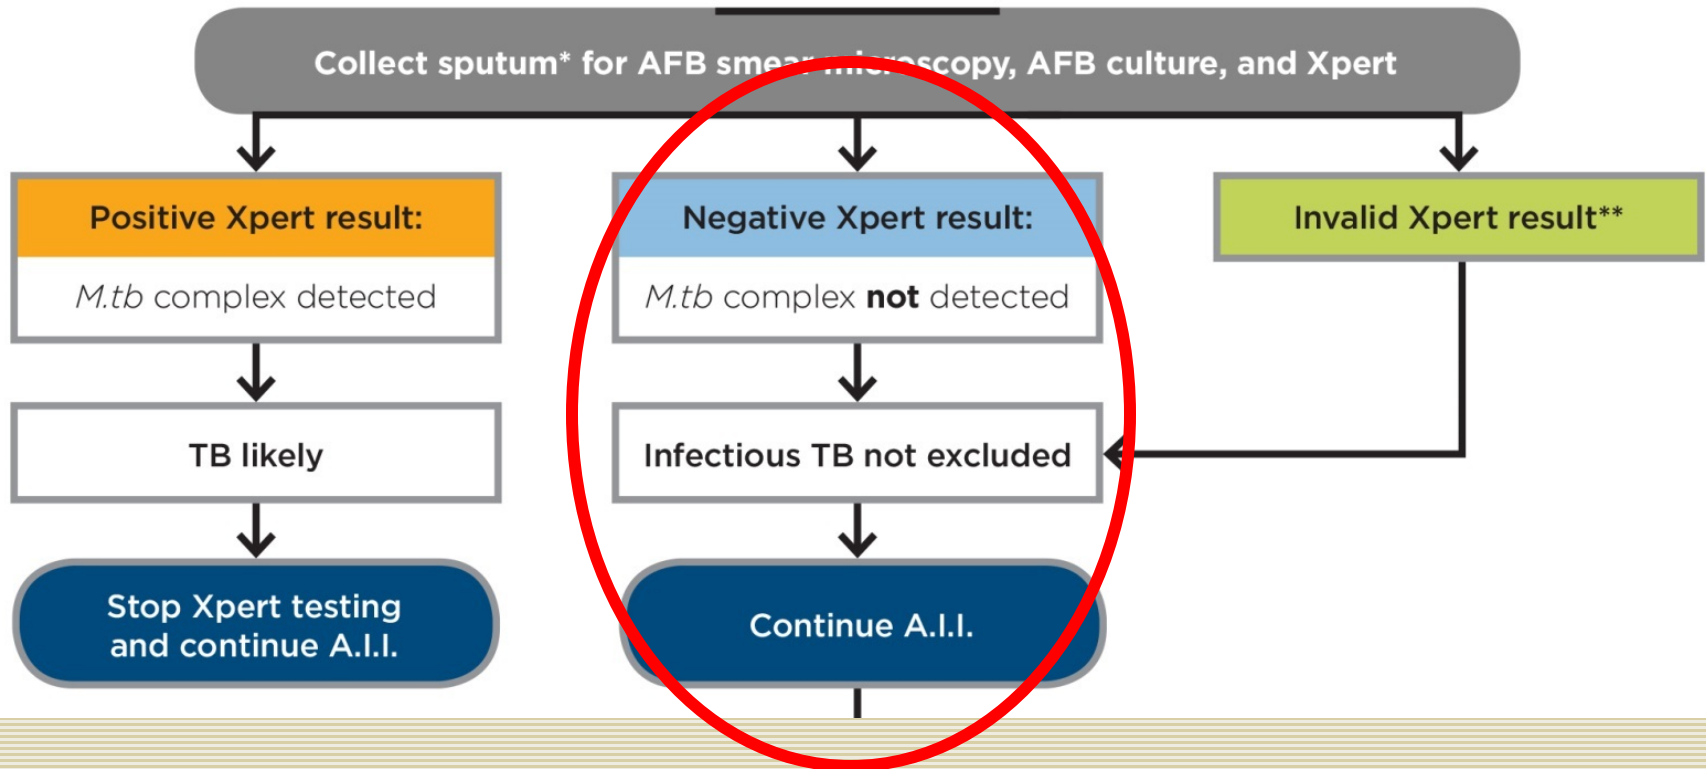 Collect sputum* for AFB smear microscopy, AFB culture, and Xpert
Positive Xpert result:
M.tb complex detected
TB likely
Stop Xpert testing
and continue A.I.I.
Negative Xpert result:
M.tb complex not detected
Infectious TB not excluded
Continue A.I.I.
Invalid Xpert result**